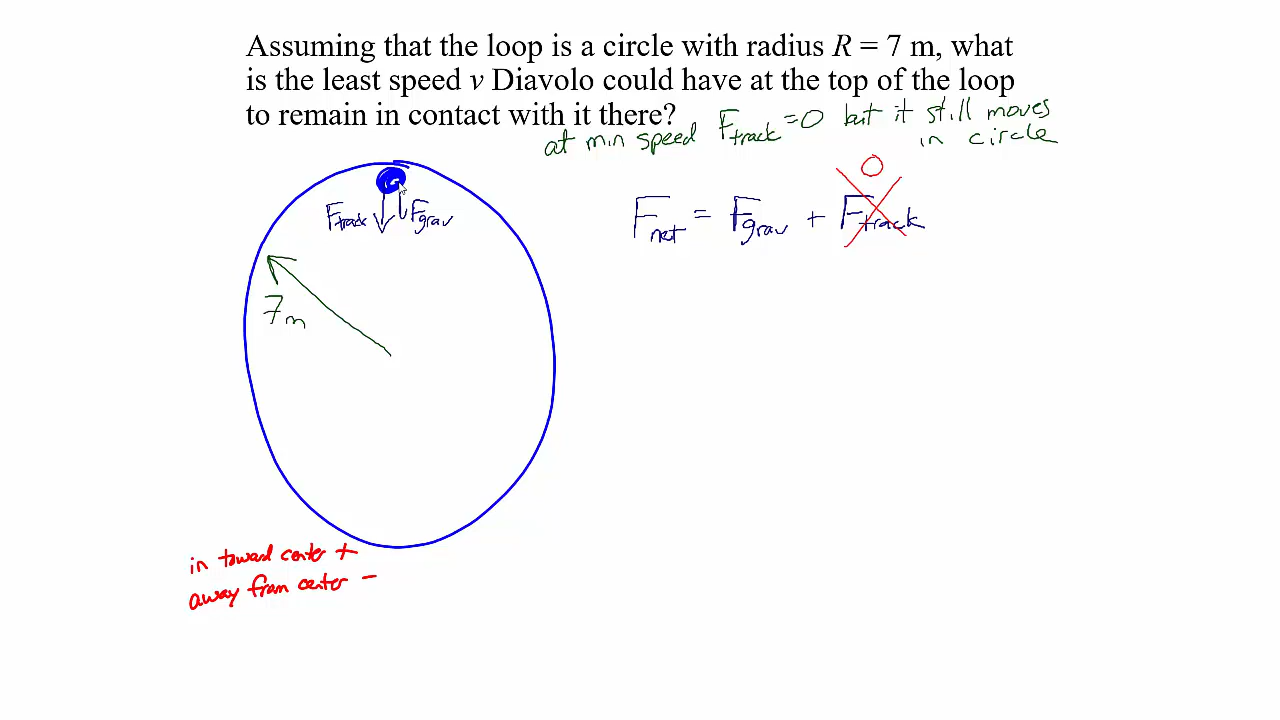 Assuming that the loop is a circle with radius R = 7 m, what
is the least speed v Diavolo could have at the top of the loop
to remain in contact with it there?
at min speed Ftrack = 0 but it still moves
in circle
0
Fnet = Fgrav + Ftrack
Ftrack Fgrav
7m
in toward center +
away from center -